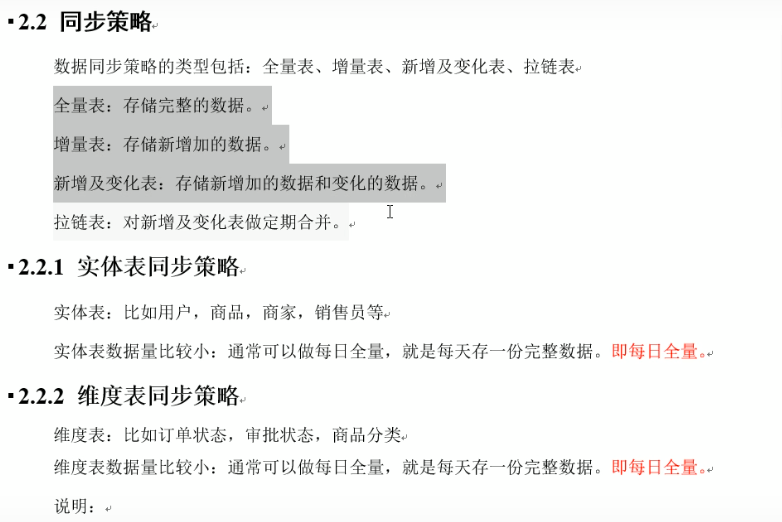 2.2 同步策略
数据同步策略的类型包括：全量表、增量表、新增及变化表、拉链表
全量表：存储完整的数据。
增量表：存储新增加的数据。
新增及变化表：存储新增加的数据和变化的数据。
拉链表：对新增及变化表做定期合并。
2.2.1 实体表同步策略
实体表：比如用户，商品，商家，销售员等
实体表数据量比较小：通常可以做每日全量，就是每天存一份完整数据。即每日全量。
2.2.2 维度表同步策略
维度表：比如订单状态，审批状态，商品分类
维度表数据量比较小：通常可以做每日全量，就是每天存一份完整数据。即每日全量。
说明：